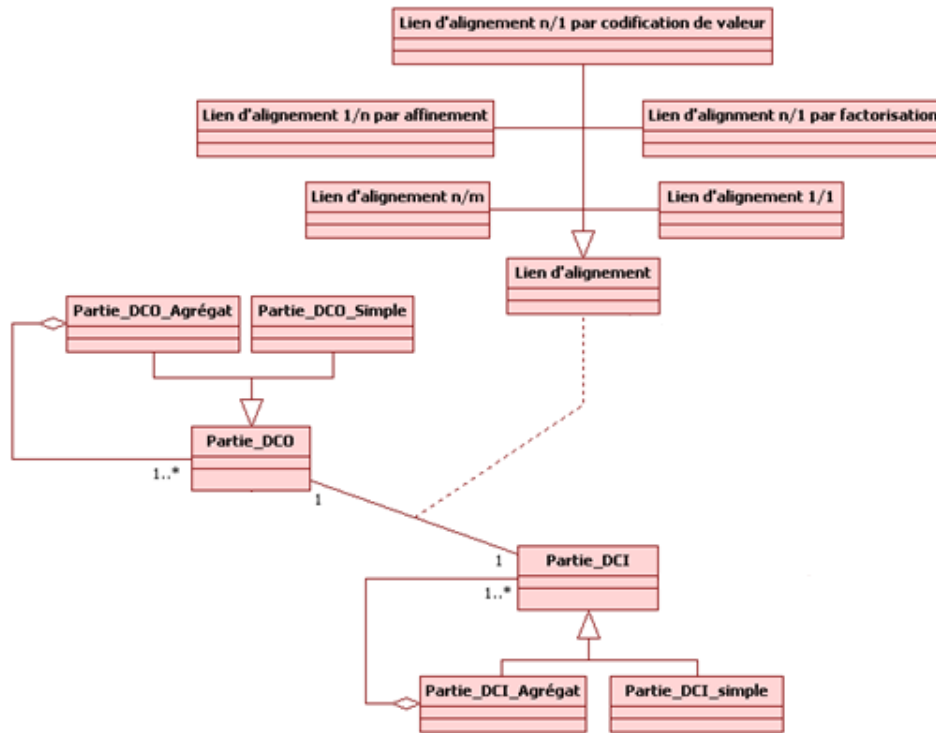 Lien d'alignement n/1 par codification de valeur
Lien d'alignement 1/n par affinement
Lien d'alignment n/1 par factorisation
Lien d'alignement n/m
Lien d'alignement 1/1
Lien d'alignement
Partie_DCO_Agrégat
Partie_DCO_Simple
Partie_DCO
1..*
1
1
Partie_DCI
1..*
Partie_DCI_Agrégat
Partie_DCI_simple